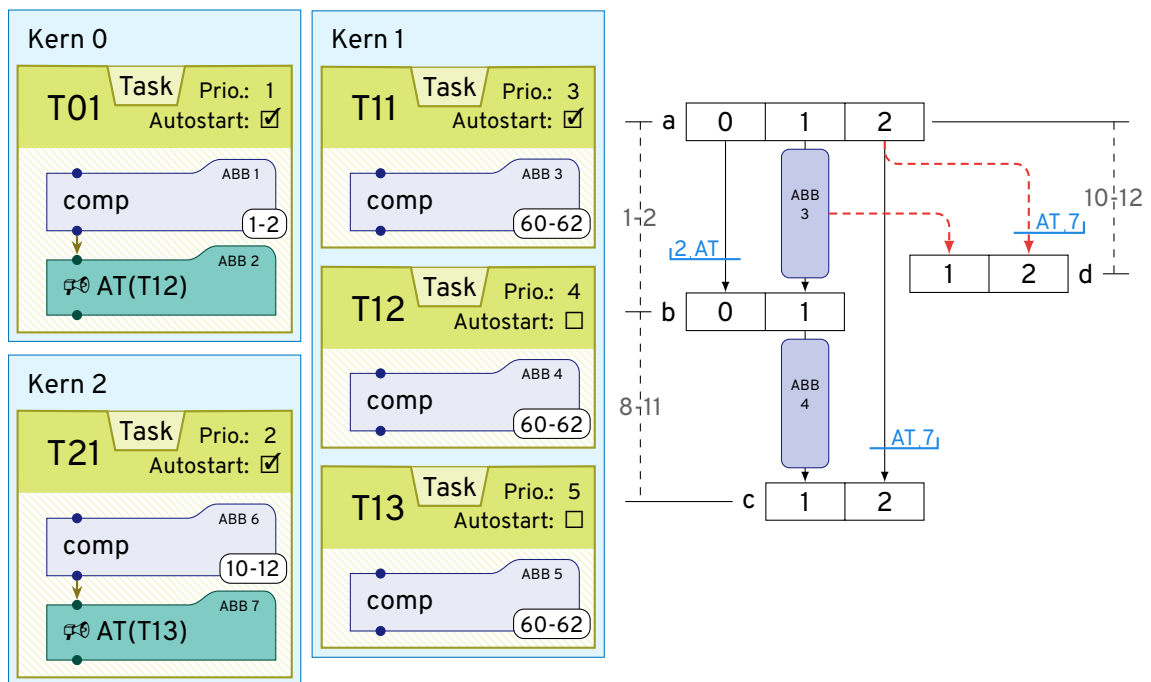 Kern 0
Task
T01
Prio.: 1
Autostart: ☑
ABB 1
comp
1-2
ABB 2
AT(T12)
Kern 2
Task
T21
Prio.: 2
Autostart: ☑
ABB 6
comp
10-12
ABB 7
AT(T13)
Kern 1
Task
T11
Prio.: 3
Autostart: ☑
ABB 3
comp
60-62
Task
T12
Prio.: 4
Autostart: ☐
ABB 4
comp
60-62
Task
T13
Prio.: 5
Autostart: ☐
ABB 5
comp
60-62
a 0 1 2
1-2
ABB
3
10-12
2, AT
AT, 7
1 2 d
b 0 1
8-11
ABB
4
AT, 7
c 1 2